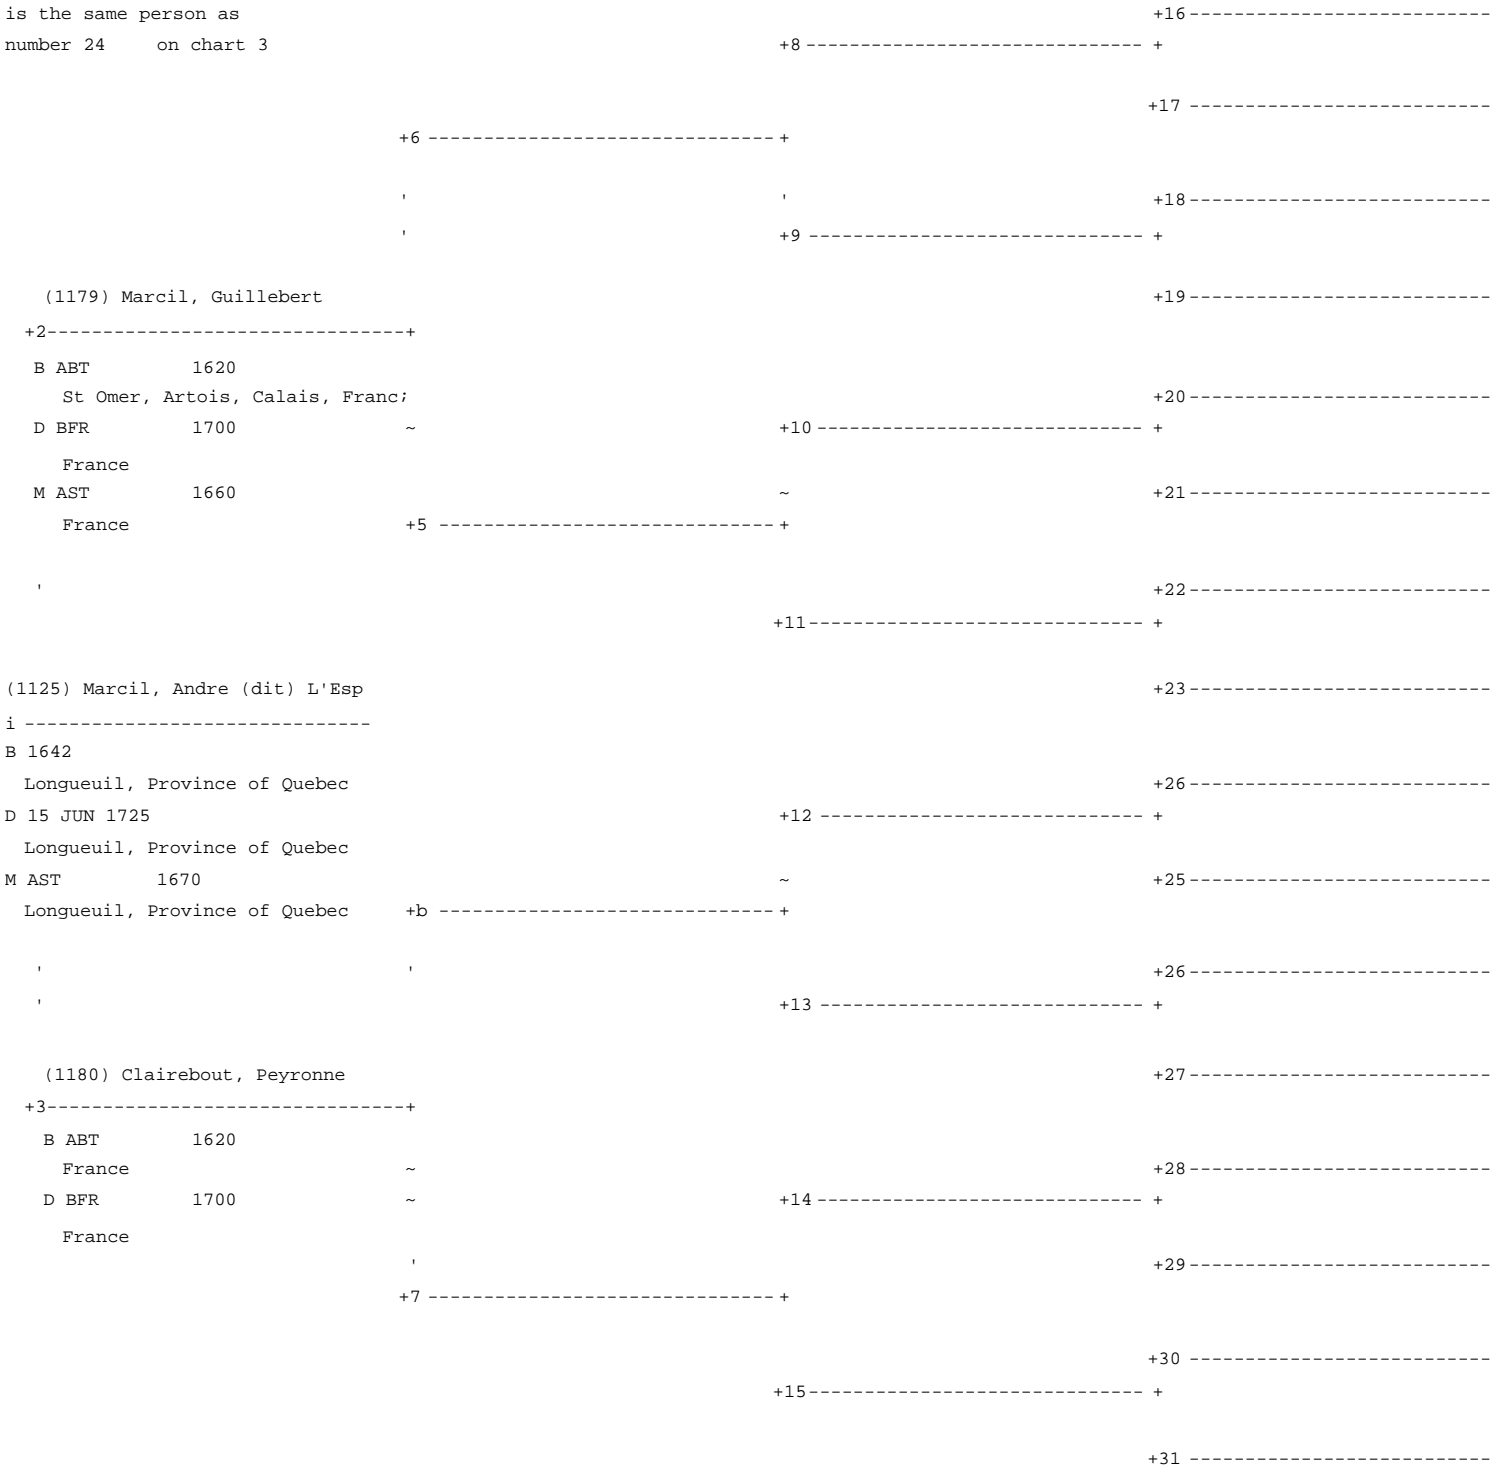 is the same person as +16---------------------------
number 24 on chart 3 +8------------------------------ +
+17 ---------------------------
+6 ------------------------------- +
' ' +18---------------------------
' +9 ------------------------------ +
(1179) Marcil, Guillebert +19---------------------------
+2--------------------------------+
B ABT 1620
St Omer, Artois, Calais, Franc; +20---------------------------
D BFR 1700 ~ +10 ----------------------------- +
France
M AST 1660 ~ +21---------------------------
France +5 ------------------------------ +
' +22---------------------------
+11------------------------------ +
(1125) Marcil, Andre (dit) L'Esp +23---------------------------
i -------------------------------
B 1642
Longueuil, Province of Quebec +26---------------------------
D 15 JUN 1725 +12 ----------------------------- +
Longueuil, Province of Quebec
M AST 1670 ~ +25---------------------------
Longueuil, Province of Quebec +b ------------------------------ +
' ' +26---------------------------
' +13 ----------------------------- +
(1180) Clairebout, Peyronne +27---------------------------
+3--------------------------------+
B ABT 1620
France ~ +28---------------------------
D BFR 1700 ~ +14 ----------------------------- +
France
' +29---------------------------
+7 ------------------------------- +
+30 ---------------------------
+15------------------------------ +
+31 ---------------------------